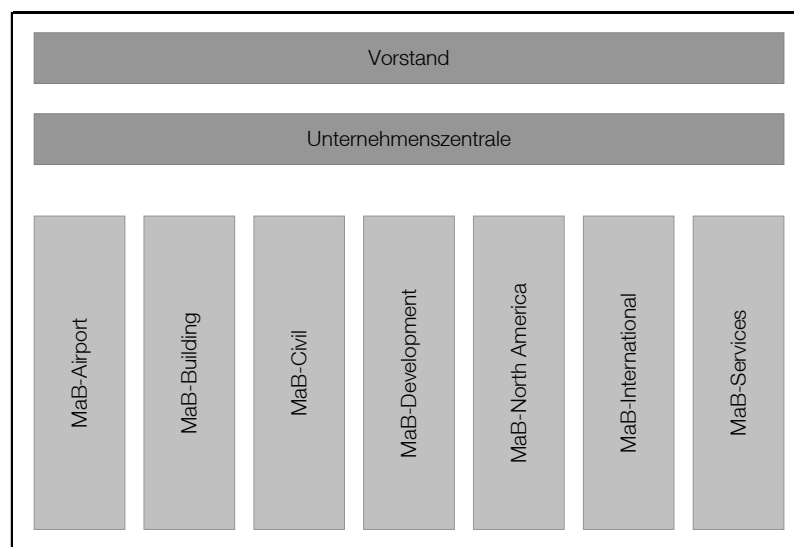 Vorstand
Unternehmenszentrale
MaB-Airport
MaB-Building
MaB-Civil
MaB-Development
MaB-North America
MaB-International
MaB-Services